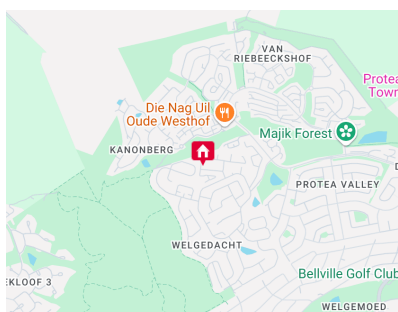 VAN
RIEBEECKSHOF
Protea
Town
Die Nag Uil
Oude Westhof
Majik Forest
KANONBERG
PROTEA VALLEY
D
WELGEDACHT
Bellville Golf Club
EKLOOF 3
WELGEMOED